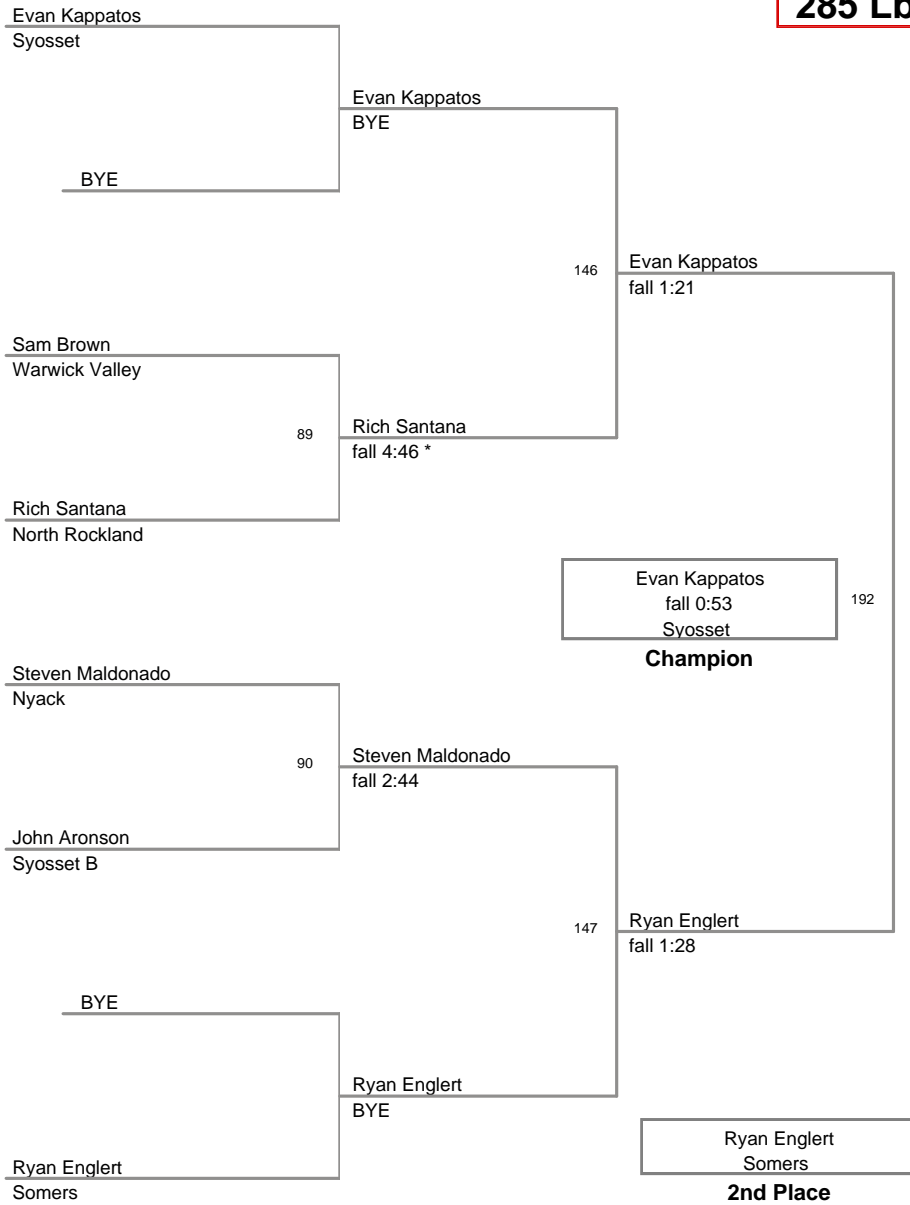 285 Lb
Evan Kappatos
Syosset
Evan Kappatos
BYE
BYE
146
Evan Kappatos
fall 1:21
Sam Brown
Warwick Valley
89
Rich Santana
fall 4:46 *
Rich Santana
North Rockland
Evan Kappatos
fall 0:53
Syosset
192
Champion
Steven Maldonado
Nyack
90
Steven Maldonado
fall 2:44
John Aronson
Syosset B
147
Ryan Englert
fall 1:28
BYE
Ryan Englert
BYE
Ryan Englert
Somers
Ryan Englert
Somers
2nd Place